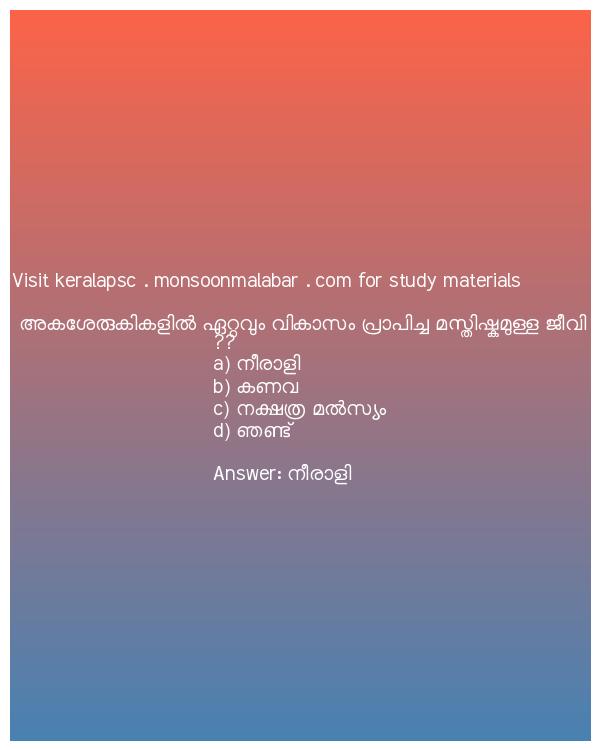 Visit keralapsc . monsoonmalabar . com for study materials
അകശേരുകികളിൽ ഏറ്റവും വികാസം പ്രാപിച്ച മസ്തിഷ്കമുള്ള ജീവി
??
a) നീരാളി
b) കണവ
c) നക്ഷത്ര മൽസ്യം
d) ഞണ്ട്
Answer: നീരാളി